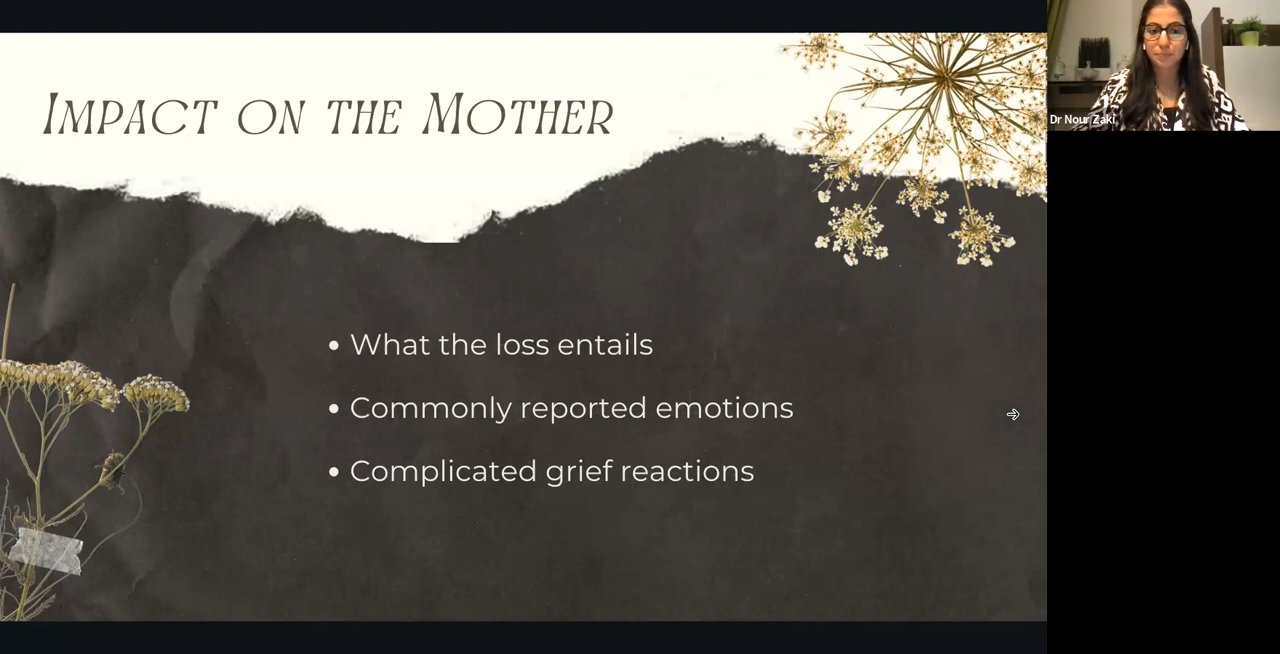 Impact on the Mother
• What the loss entails
• Commonly reported emotions
• Complicated grief reactions
Dr Nour Zaki